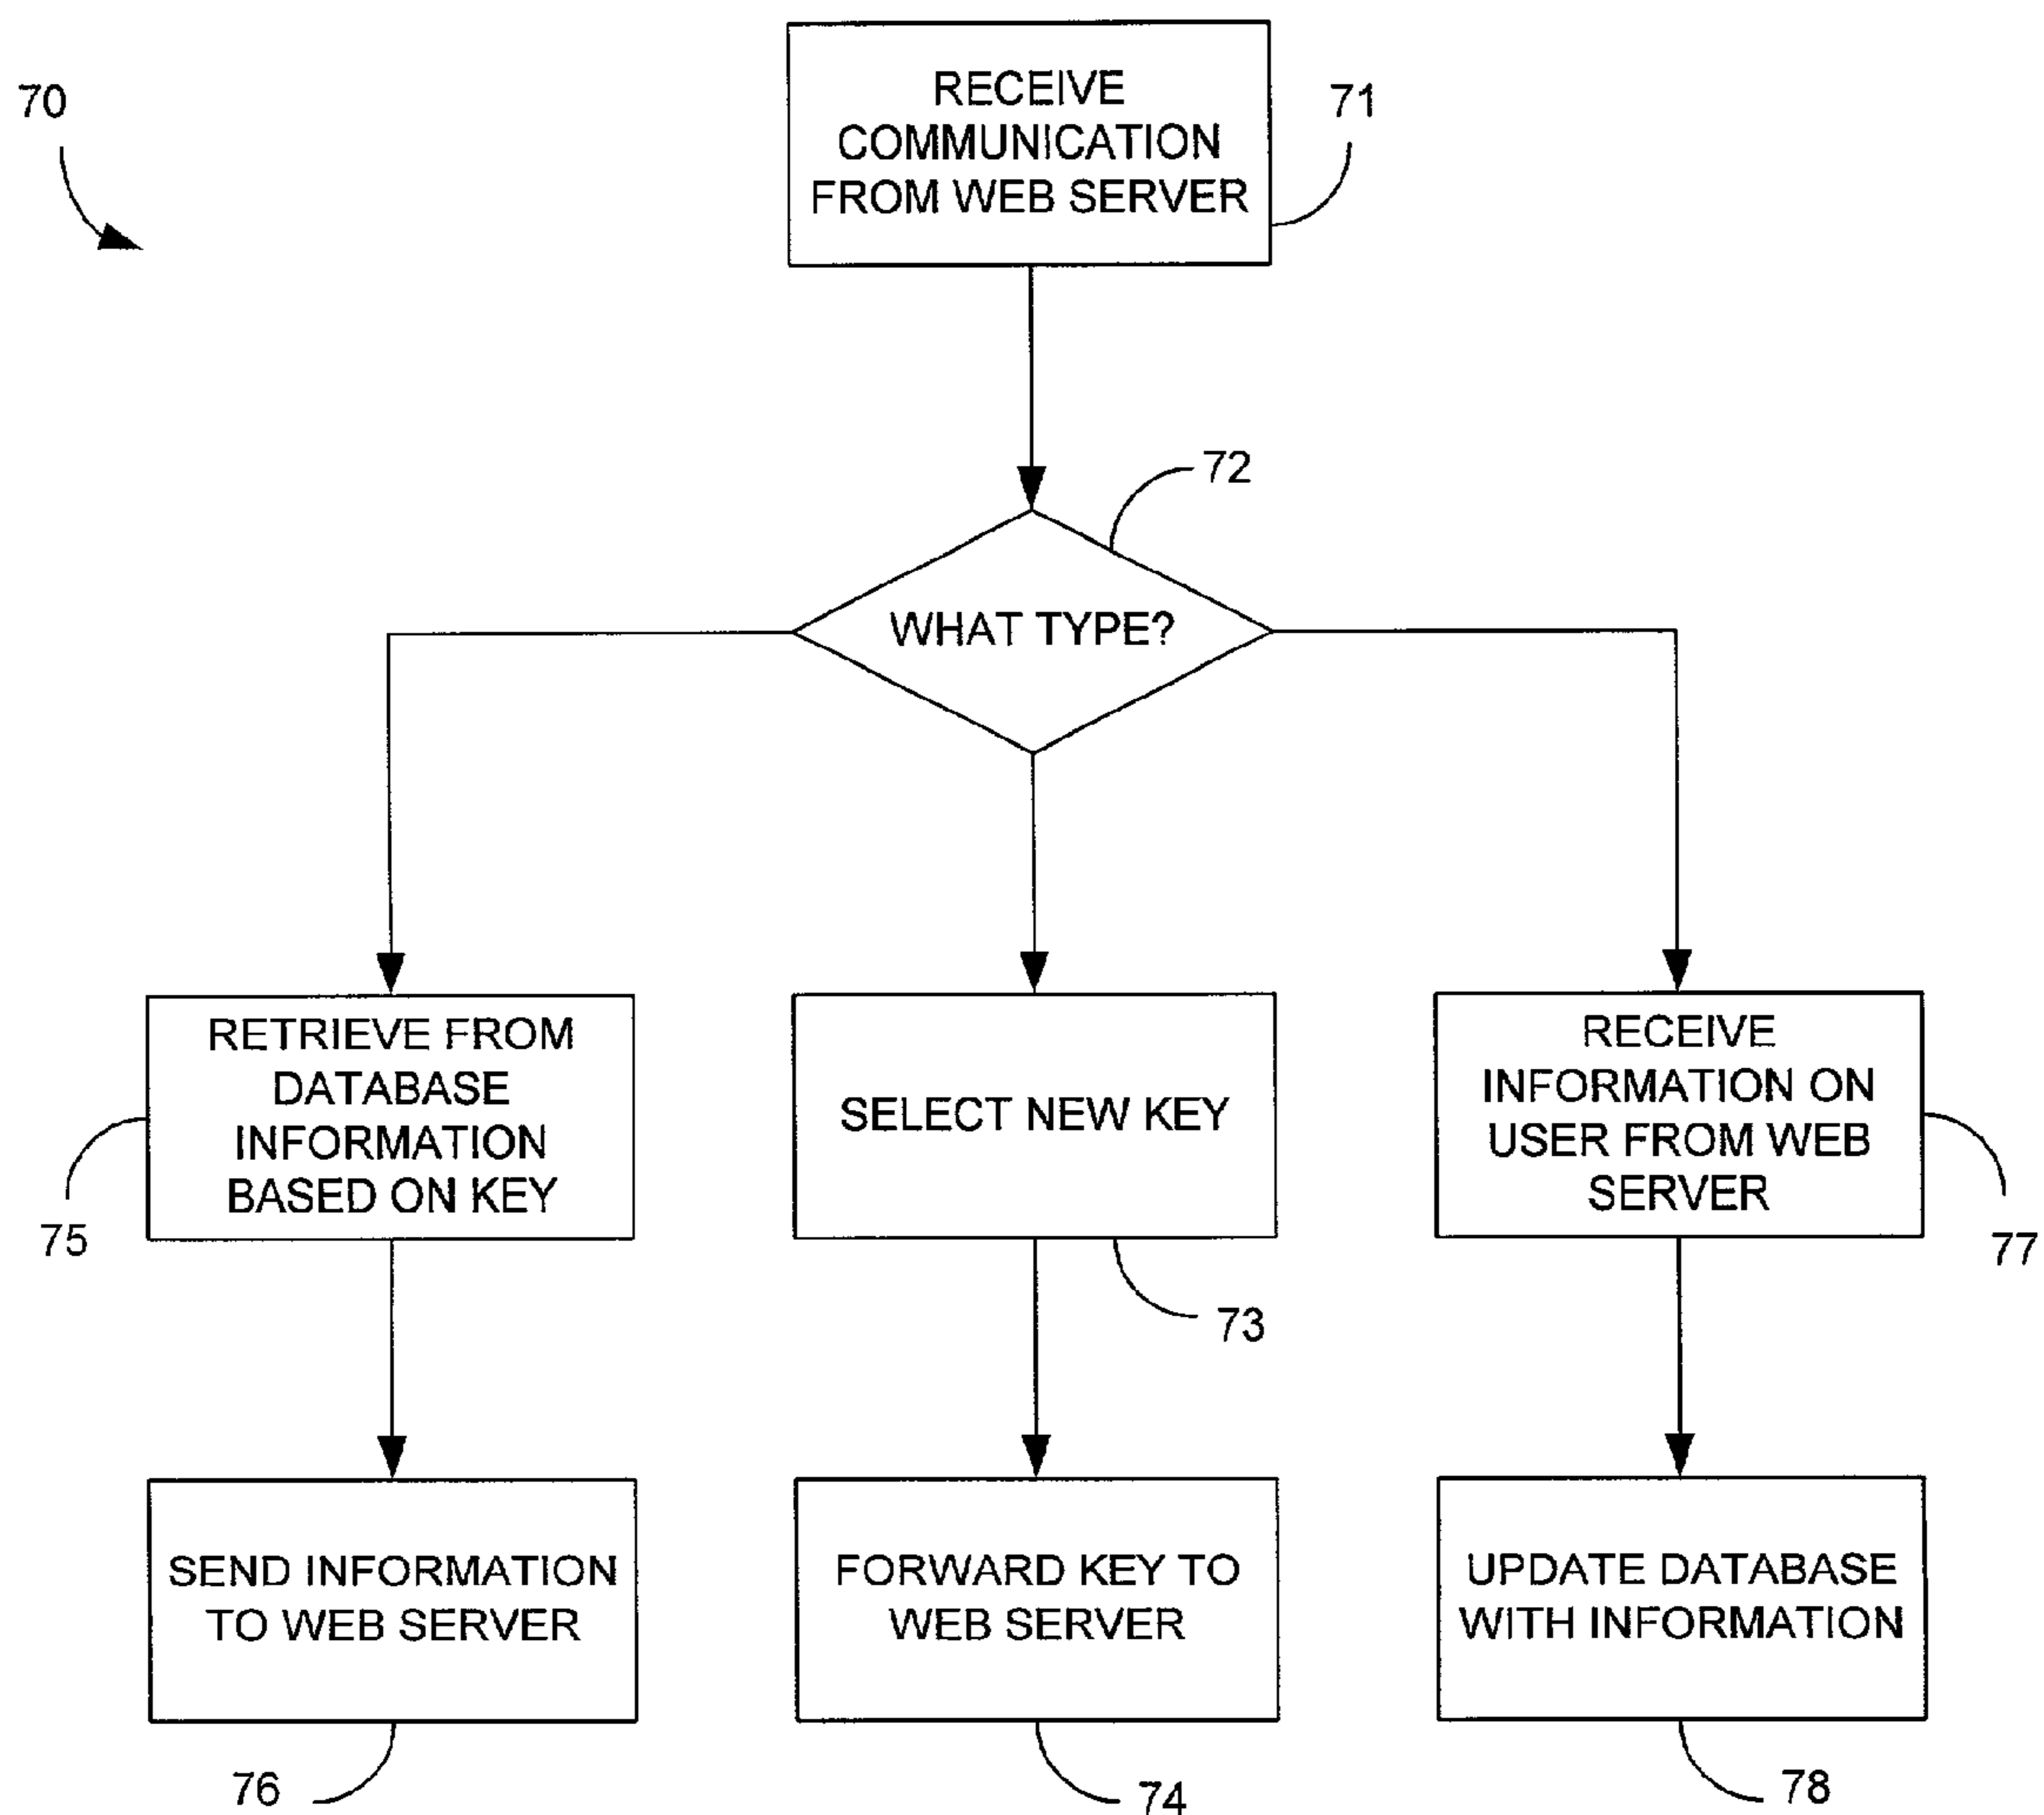 70
RECEIVE
COMMUNICATION
FROM WEB SERVER
71
72
WHAT TYPE?
RETRIEVE FROM
DATABASE
INFORMATION
BASED ON KEY
75
SELECT NEW KEY
73
RECEIVE
INFORMATION ON
USER FROM WEB
SERVER
77
SEND INFORMATION
TO WEB SERVER
76
FORWARD KEY TO
WEB SERVER
74
UPDATE DATABASE
WITH INFORMATION
78